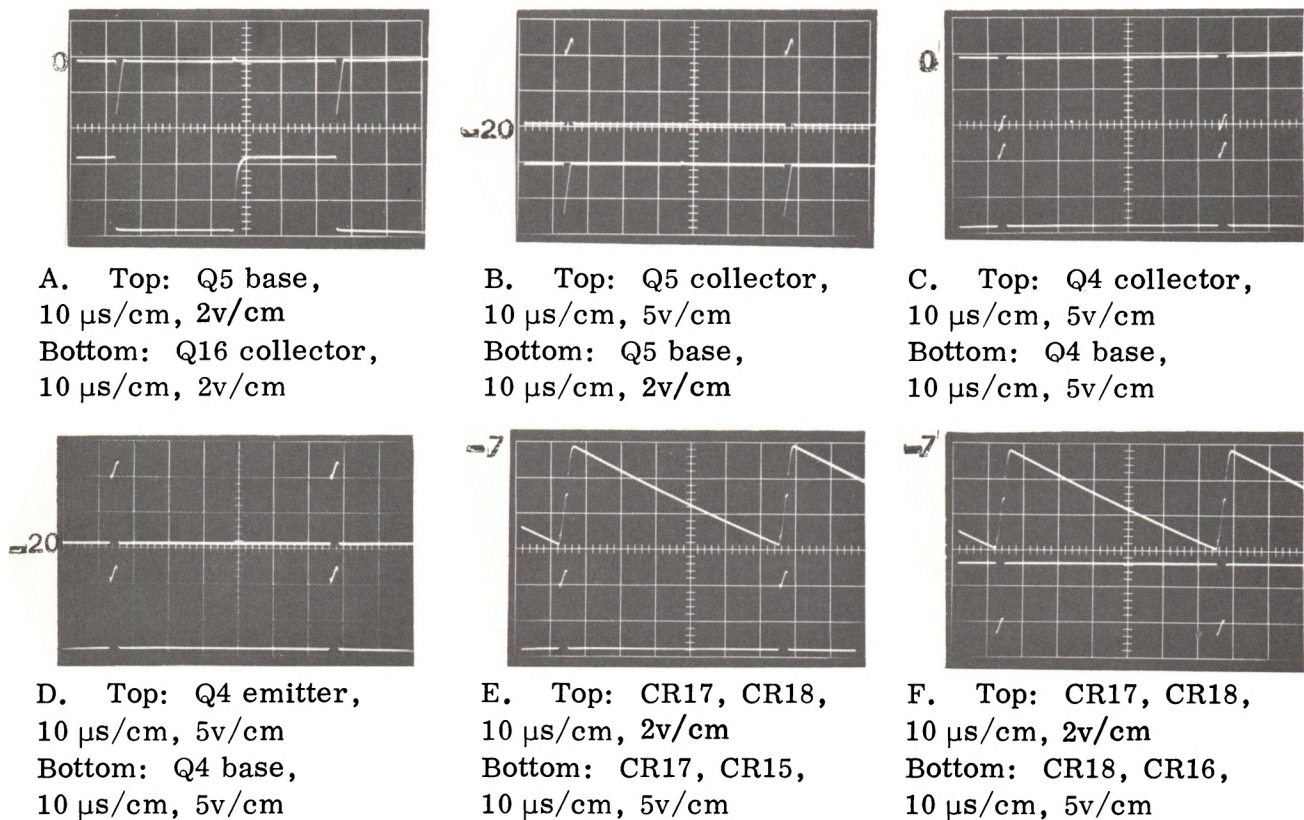 0
-20
0
A. Top: Q5 base,
10 μs/cm, 2v/cm
Bottom: Q16 collector,
10 μs/cm, 2v/cm
B. Top: Q5 collector,
10 μs/cm, 5v/cm
Bottom: Q5 base,
10 μs/cm, 2v/cm
C. Top: Q4 collector,
10 μs/cm, 5v/cm
Bottom: Q4 base,
10 μs/cm, 5v/cm
-20
-7
-7
D. Top: Q4 emitter,
10 μs/cm, 5v/cm
Bottom: Q4 base,
10 μs/cm, 5v/cm
E. Top: CR17, CR18,
10 μs/cm, 2v/cm
Bottom: CR17, CR15,
10 μs/cm, 5v/cm
F. Top: CR17, CR18,
10 μs/cm, 2v/cm
Bottom: CR18, CR16,
10 μs/cm, 5v/cm